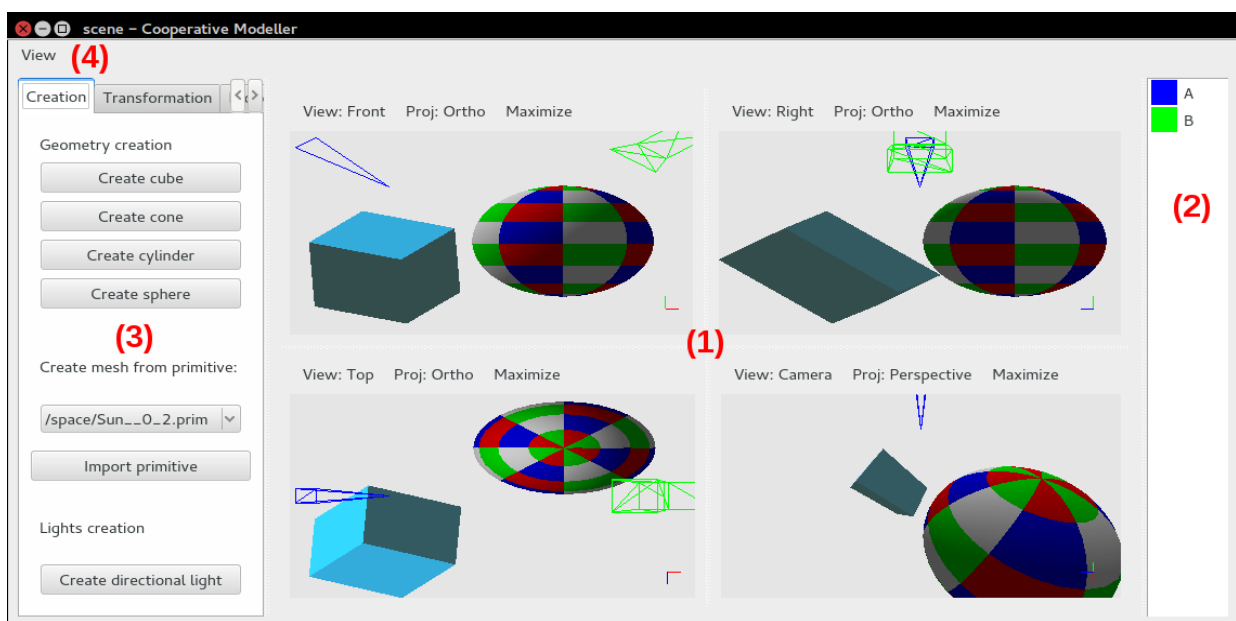 scene – Cooperative Modeller
View (4)
Creation Transformation
Geometry creation
Create cube
Create cone
Create cylinder
Create sphere
(3)
Create mesh from primitive:
/space/Sun__0_2.prim
Import primitive
Lights creation
Create directional light
View: Front Proj: Ortho Maximize
View: Right Proj: Ortho Maximize
(1)
View: Top Proj: Ortho Maximize
View: Camera Proj: Perspective Maximize
A
B
(2)